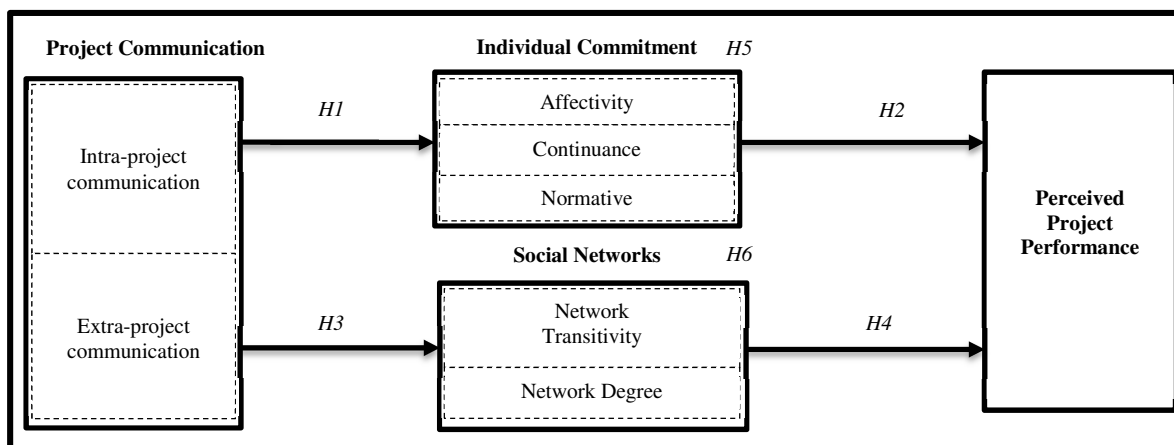 Project Communication
Individual Commitment
H5
Intra-project
communication
Extra-project
communication
H1
Affectivity
Continuance
Normative
H2
Social Networks
H6
H3
Network
Transitivity
Network Degree
H4
Perceived
Project
Performance